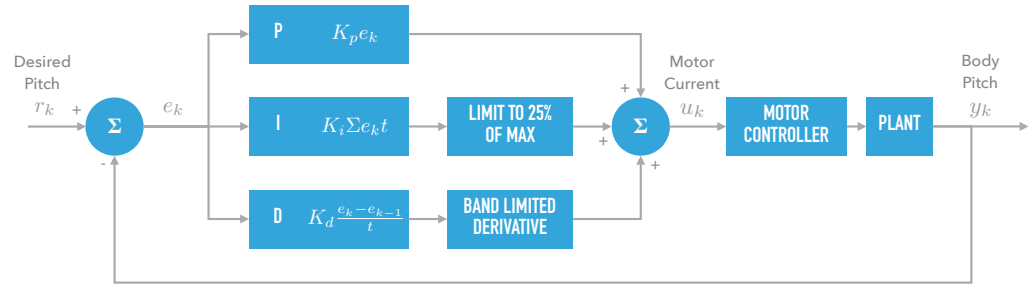 Desired
Pitch
r_k
+
-
Σ
e_k
P K_p e_k
I K_i Σ e_k t
D K_d \frac{e_k - e_{k-1}}{t}
LIMIT TO 25%
OF MAX
BAND LIMITED
DERIVATIVE
+
+
+
Σ
Motor
Current
u_k
MOTOR
CONTROLLER
PLANT
Body
Pitch
y_k